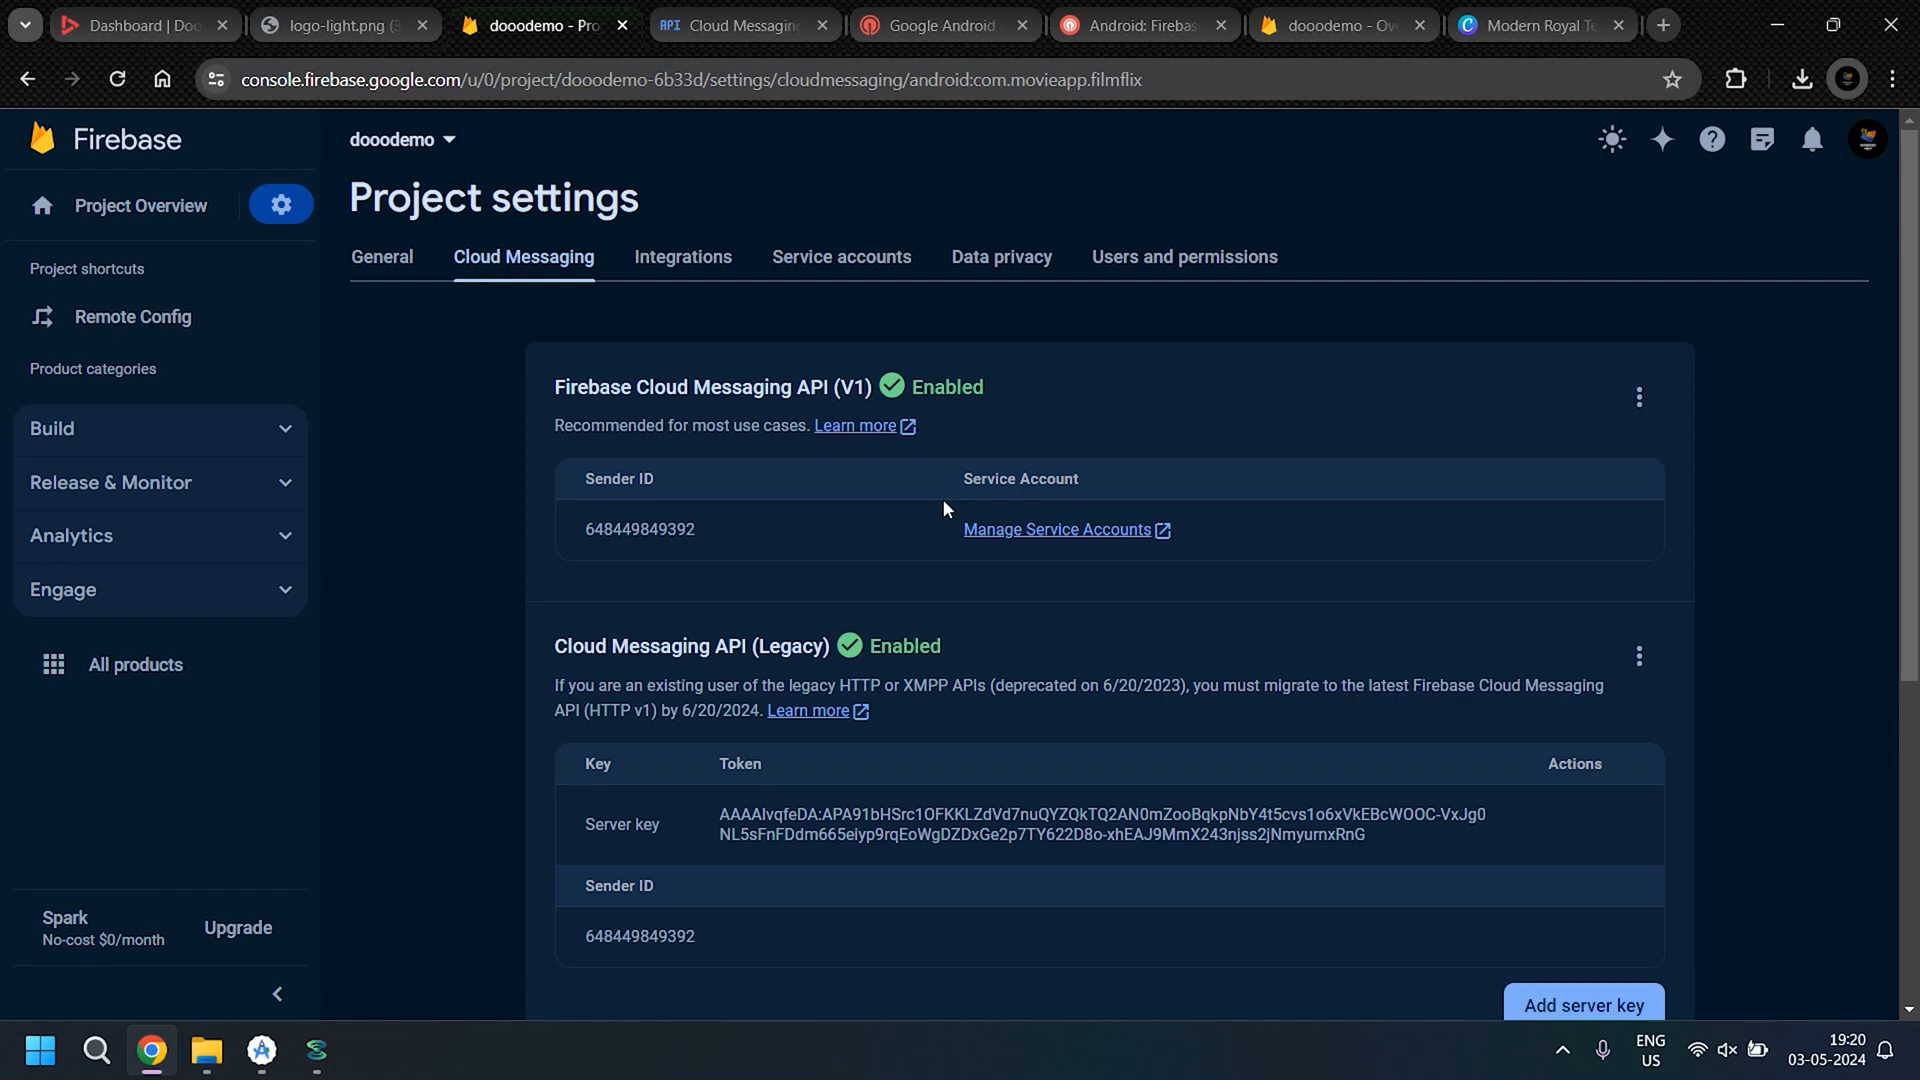 Dashboard | Doo
logo-light.png (3
dooodemo - Pro
API Cloud Messaging
Google Android
Android: Firebas
dooodemo - Ov
Modern Royal Te
console.firebase.google.com/u/0/project/dooodemo-6b33d/settings/cloudmessaging/android:com.movieapp.filmflix
Firebase
dooodemo
Project Overview
Project settings
General
Cloud Messaging
Integrations
Service accounts
Data privacy
Users and permissions
Project shortcuts
Remote Config
Product categories
Build
Release & Monitor
Analytics
Engage
All products
Firebase Cloud Messaging API (V1) Enabled
Recommended for most use cases. Learn more
Sender ID
Service Account
648449849392
Manage Service Accounts
Cloud Messaging API (Legacy) Enabled
If you are an existing user of the legacy HTTP or XMPP APIs (deprecated on 6/20/2023), you must migrate to the latest Firebase Cloud Messaging
API (HTTP v1) by 6/20/2024. Learn more
Key
Token
Actions
Server key
AAAAlvqfeDA:APA91bHSrc1OFKKLZdVd7nuQYZQkTQ2AN0mZooBqkpNbY4t5cvs1o6xVkEBcWOOC-VxJg0
NL5sFnFDdm665eiyp9rqEoWgDZDxGe2p7TY622D8o-xhEAJ9MmX243njss2jNmyurnxRnG
Sender ID
648449849392
Add server key
Spark
No-cost $0/month
Upgrade
ENG
US
19:20
03-05-2024